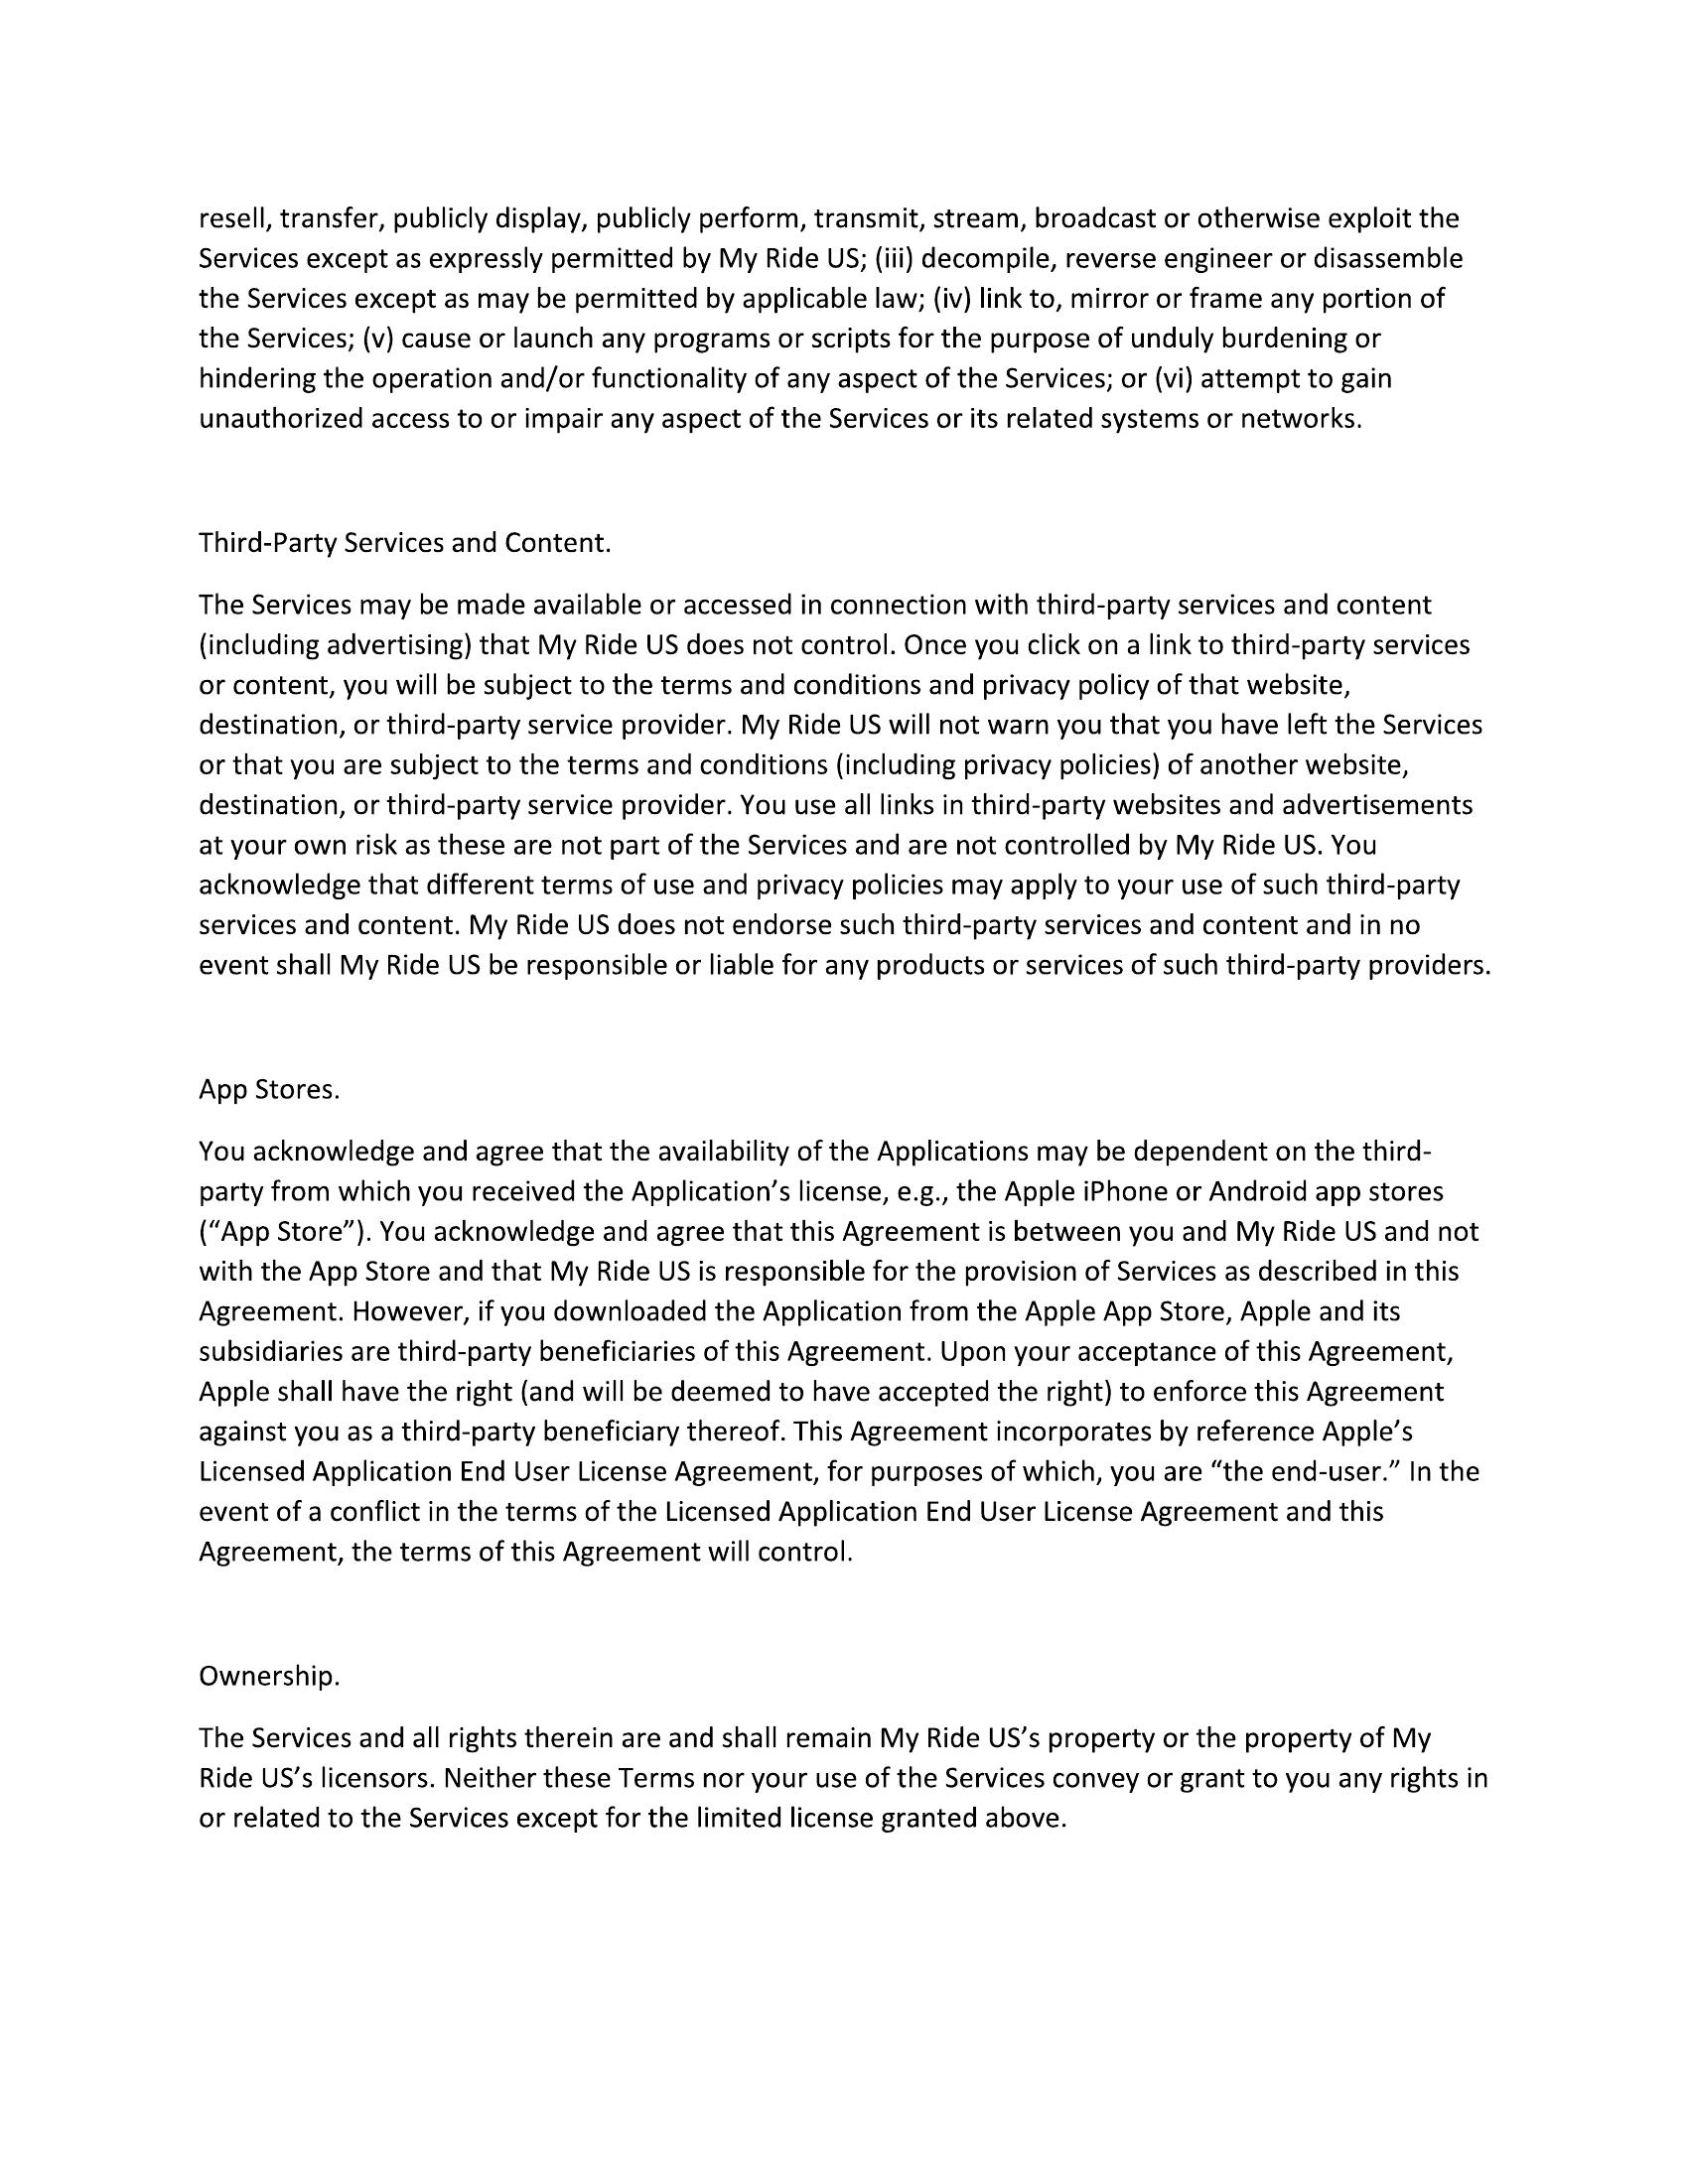 resell, transfer, publicly display, publicly perform, transmit, stream, broadcast or otherwise exploit the
Services except as expressly permitted by My Ride US; (iii) decompile, reverse engineer or disassemble
the Services except as may be permitted by applicable law; (iv) link to, mirror or frame any portion of
the Services; (v) cause or launch any programs or scripts for the purpose of unduly burdening or
hindering the operation and/or functionality of any aspect of the Services; or (vi) attempt to gain
unauthorized access to or impair any aspect of the Services or its related systems or networks.
Third-Party Services and Content.
The Services may be made available or accessed in connection with third-party services and content
(including advertising) that My Ride US does not control. Once you click on a link to third-party services
or content, you will be subject to the terms and conditions and privacy policy of that website,
destination, or third-party service provider. My Ride US will not warn you that you have left the Services
or that you are subject to the terms and conditions (including privacy policies) of another website,
destination, or third-party service provider. You use all links in third-party websites and advertisements
at your own risk as these are not part of the Services and are not controlled by My Ride US. You
acknowledge that different terms of use and privacy policies may apply to your use of such third-party
services and content. My Ride US does not endorse such third-party services and content and in no
event shall My Ride US be responsible or liable for any products or services of such third-party providers.
App Stores.
You acknowledge and agree that the availability of the Applications may be dependent on the third-
party from which you received the Application’s license, e.g., the Apple iPhone or Android app stores
(“App Store”). You acknowledge and agree that this Agreement is between you and My Ride US and not
with the App Store and that My Ride US is responsible for the provision of Services as described in this
Agreement. However, if you downloaded the Application from the Apple App Store, Apple and its
subsidiaries are third-party beneficiaries of this Agreement. Upon your acceptance of this Agreement,
Apple shall have the right (and will be deemed to have accepted the right) to enforce this Agreement
against you as a third-party beneficiary thereof. This Agreement incorporates by reference Apple’s
Licensed Application End User License Agreement, for purposes of which, you are “the end-user.” In the
event of a conflict in the terms of the Licensed Application End User License Agreement and this
Agreement, the terms of this Agreement will control.
Ownership.
The Services and all rights therein are and shall remain My Ride US’s property or the property of My
Ride US’s licensors. Neither these Terms nor your use of the Services convey or grant to you any rights in
or related to the Services except for the limited license granted above.